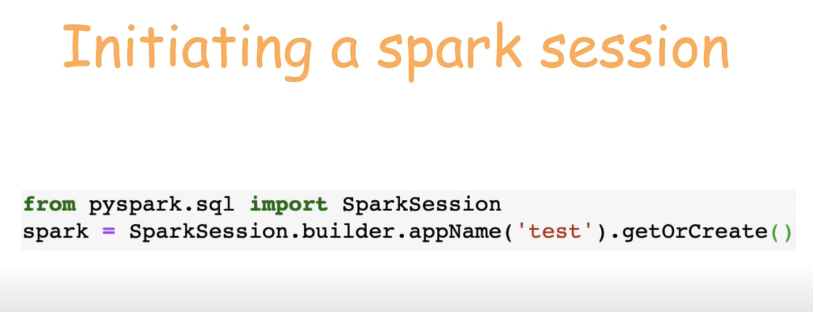 Initiating a spark session
from pyspark.sql import SparkSession
spark = SparkSession.builder.appName('test').getOrCreate()